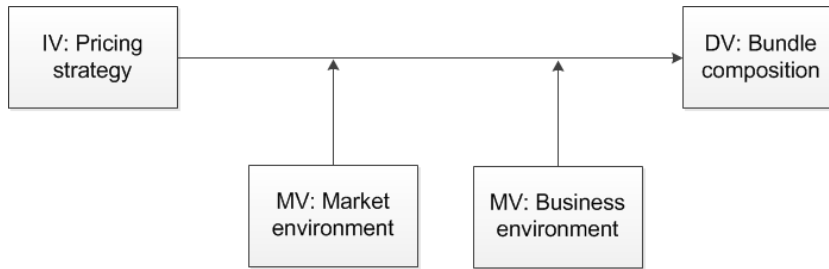 IV: Pricing
strategy
DV: Bundle
composition
MV: Market
environment
MV: Business
environment